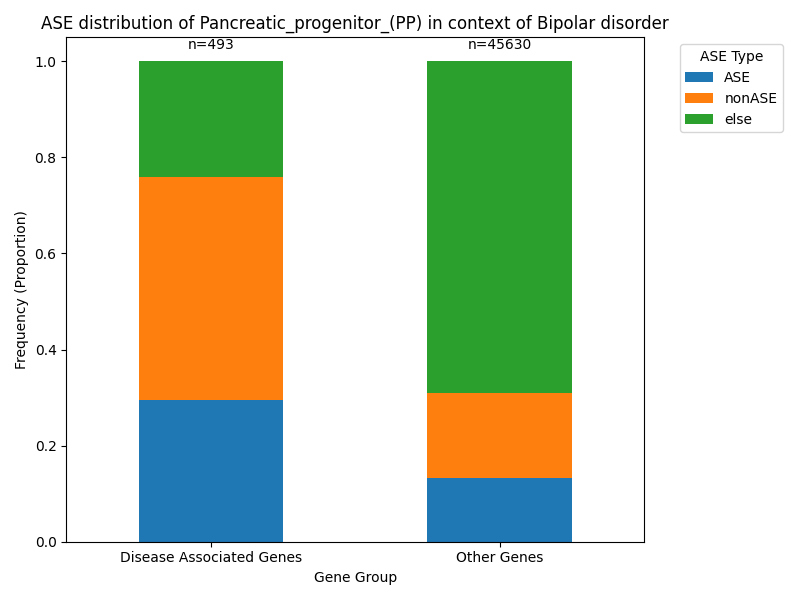 ASE distribution of Pancreatic_progenitor_(PP) in context of Bipolar disorder
n=493
n=45630
ASE Type
ASE
nonASE
else
1.0
0.8
0.6
0.4
0.2
0.0
Frequency (Proportion)
Disease Associated Genes
Other Genes
Gene Group